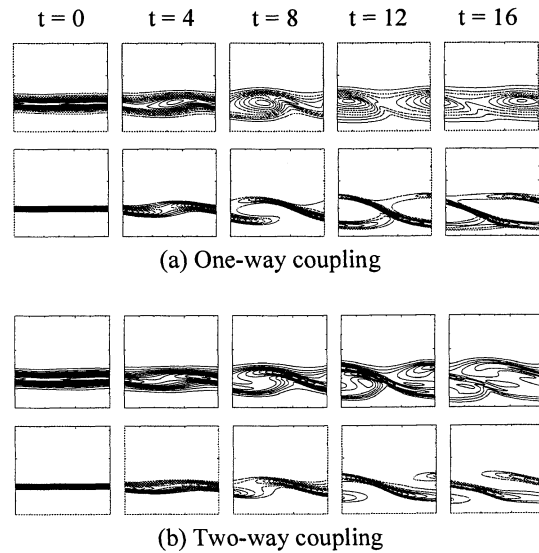 t = 0 t = 4 t = 8 t = 12 t = 16
(a) One-way coupling
(b) Two-way coupling